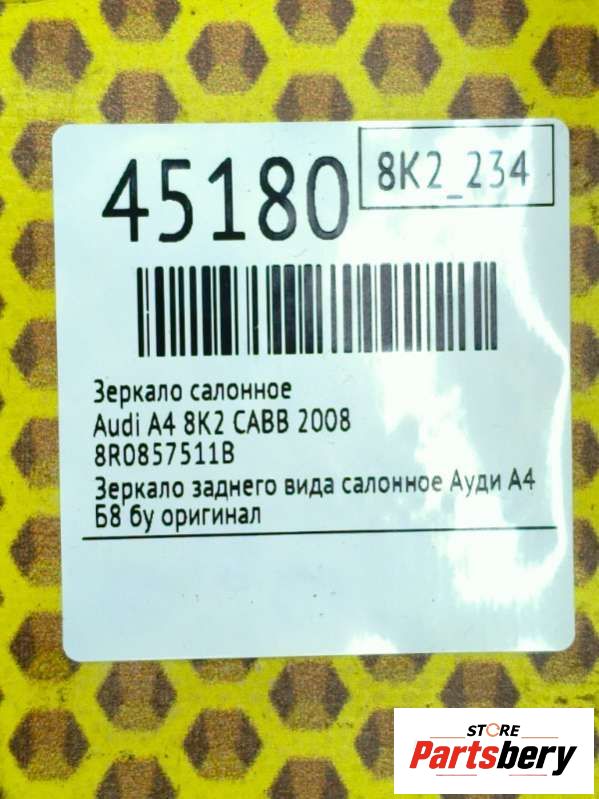 45180
8K2_234
Зеркало салонное
Audi A4 8K2 CABB 2008
8R0857511B
Зеркало заднего вида салонное Ауди А4
Б8 бу оригинал
STORE
Partsbery